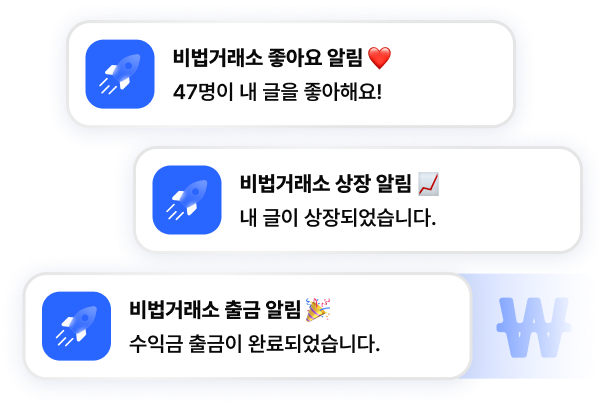 비법거래소 좋아요 알림 ❤️
47명이 내 글을 좋아해요!
비법거래소 상장 알림 📈
내 글이 상장되었습니다.
비법거래소 출금 알림 🎉
수익금 출금이 완료되었습니다.
₩